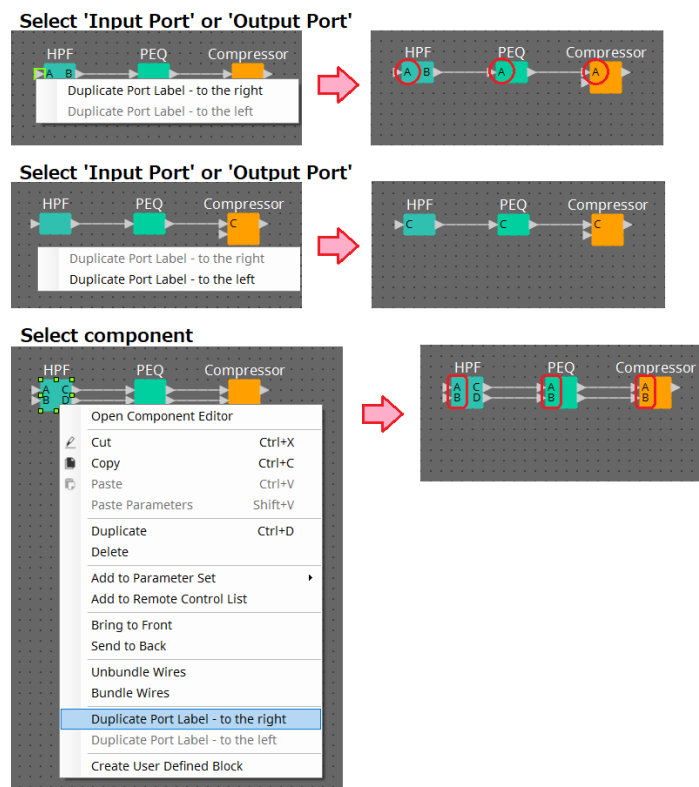 Select 'Input Port' or 'Output Port'
HPF PEQ Compressor
A B
Duplicate Port Label - to the right
Duplicate Port Label - to the left
HPF PEQ Compressor
A B A A
Select 'Input Port' or 'Output Port'
HPF PEQ Compressor
C
Duplicate Port Label - to the right
Duplicate Port Label - to the left
HPF PEQ Compressor
C C C
Select component
HPF PEQ Compressor
A C
B D
Open Component Editor
Cut Ctrl+X
Copy Ctrl+C
Paste Ctrl+V
Paste Parameters Shift+V
Duplicate Ctrl+D
Delete
Add to Parameter Set
Add to Remote Control List
Bring to Front
Send to Back
Unbundle Wires
Bundle Wires
Duplicate Port Label - to the right
Duplicate Port Label - to the left
Create User Defined Block
HPF PEQ Compressor
A C A A
B D B B